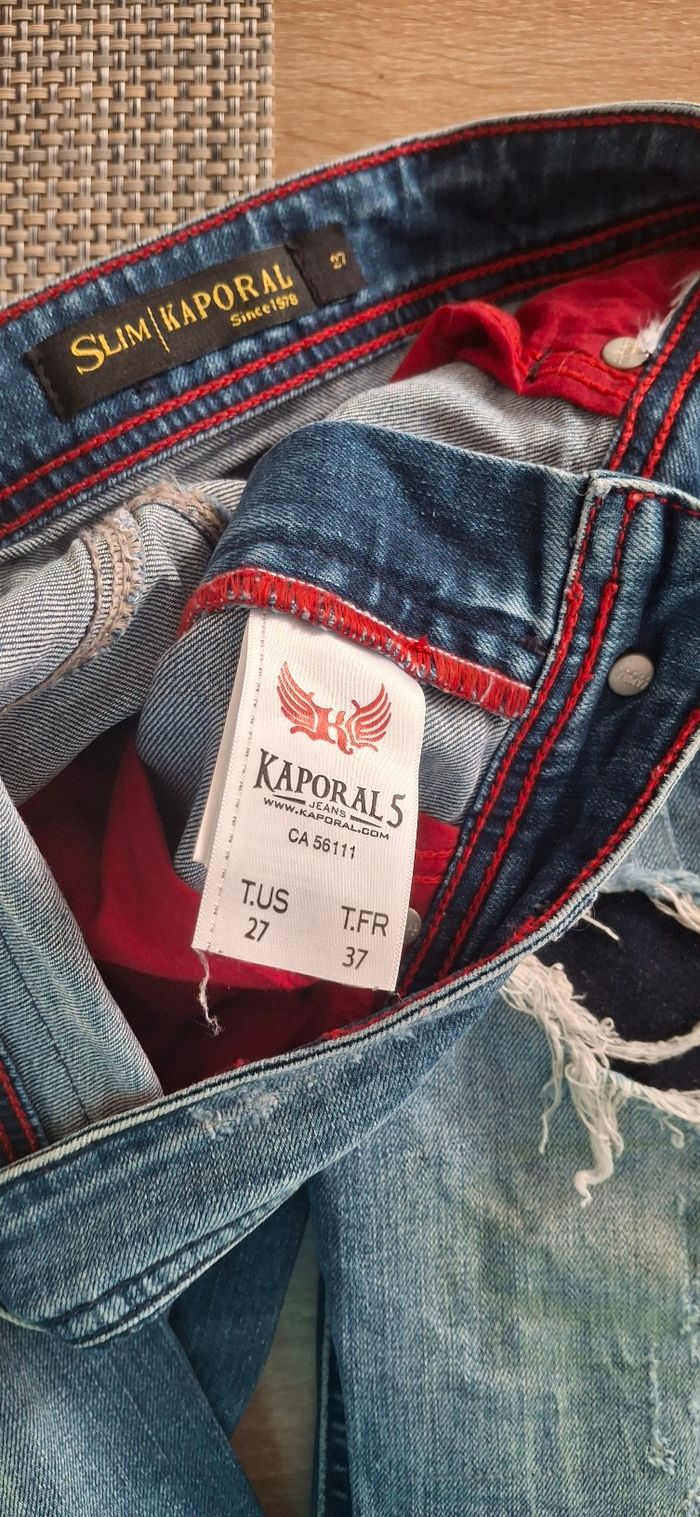 SLIM|KAPORAL 27
Since 1978
K
KAPORAL 5
JEANS
WWW.KAPORAL.COM
CA 56111
T.US T.FR
27 37